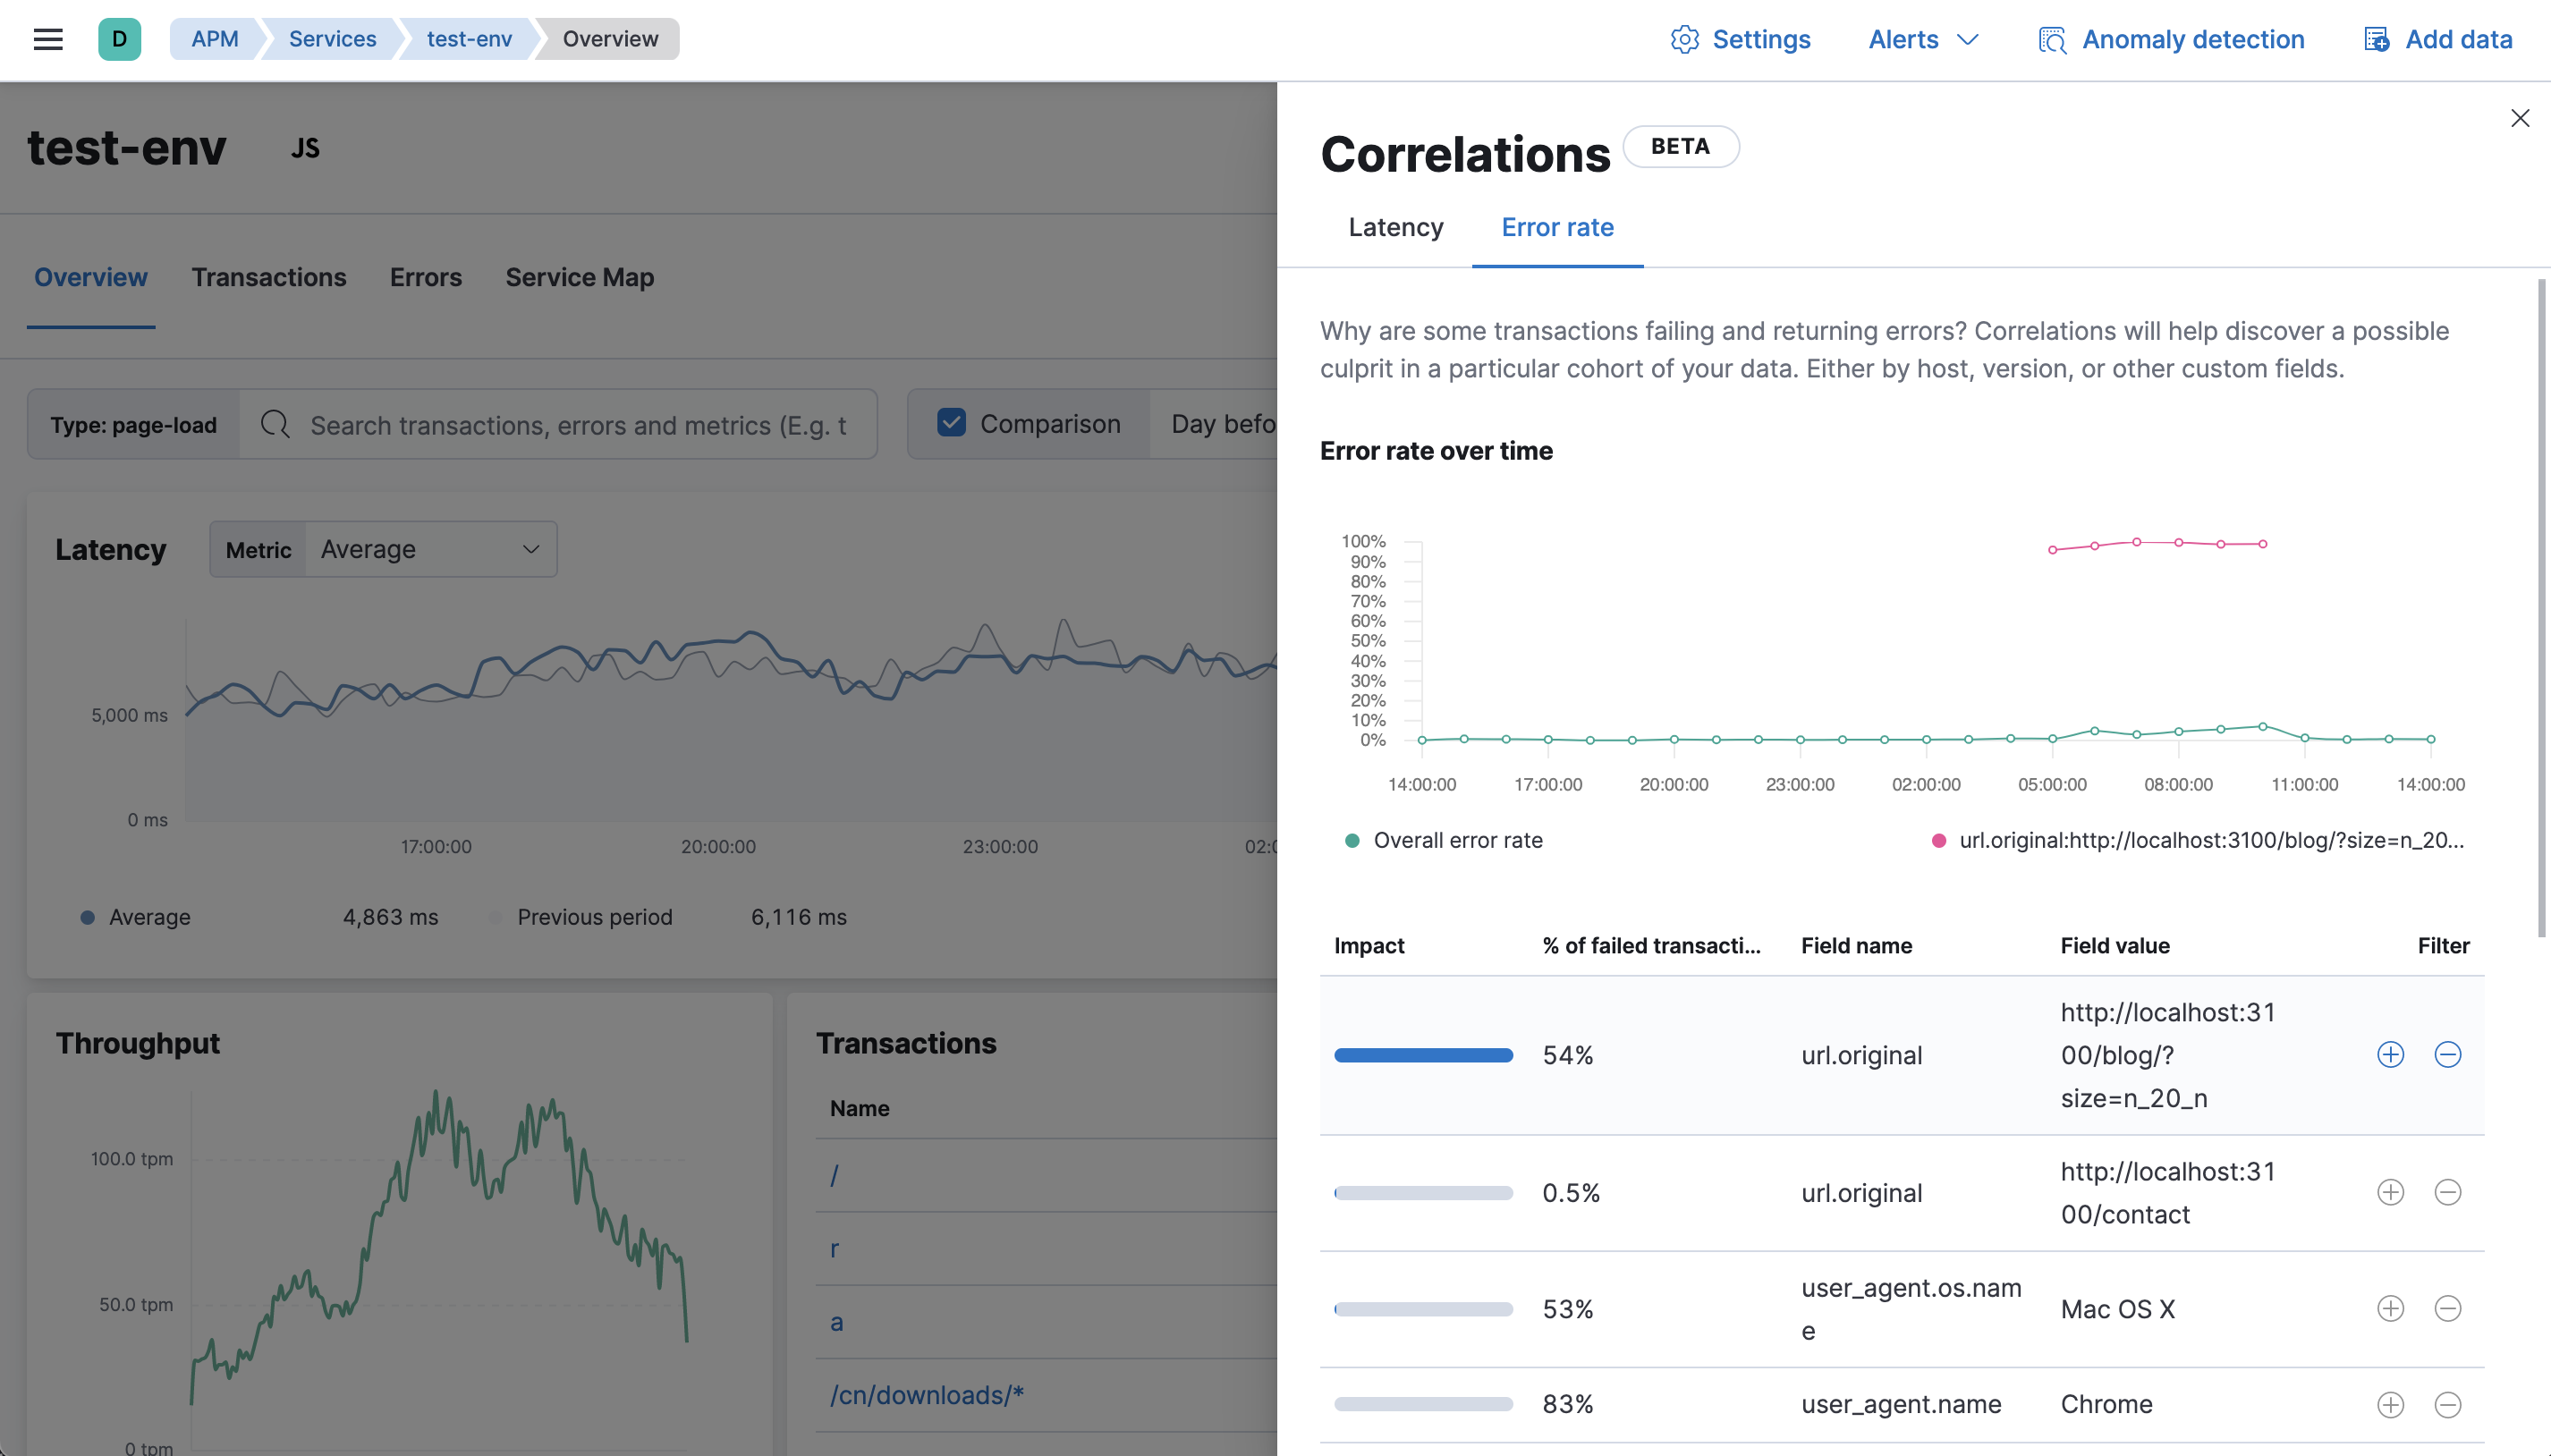 D
APM
Services
test-env
Overview
Settings
Alerts
Anomaly detection
Add data
test-env
JS
Overview
Transactions
Errors
Service Map
Type: page-load
Search transactions, errors and metrics (E.g. t
Comparison
Day befo
Latency
Metric
Average
5,000 ms
0 ms
17:00:00
20:00:00
23:00:00
02:0
Average
4,863 ms
Previous period
6,116 ms
Throughput
100.0 tpm
50.0 tpm
0 tpm
Transactions
Name
/
r
a
/cn/downloads/*
Correlations
BETA
Latency
Error rate
Why are some transactions failing and returning errors? Correlations will help discover a possible
culprit in a particular cohort of your data. Either by host, version, or other custom fields.
Error rate over time
100%
90%
80%
70%
60%
50%
40%
30%
20%
10%
0%
14:00:00
17:00:00
20:00:00
23:00:00
02:00:00
05:00:00
08:00:00
11:00:00
14:00:00
Overall error rate
url.original:http://localhost:3100/blog/?size=n_20...
Impact
% of failed transacti...
Field name
Field value
Filter
54%
url.original
http://localhost:31
00/blog/?
size=n_20_n
0.5%
url.original
http://localhost:31
00/contact
53%
user_agent.os.nam
e
Mac OS X
83%
user_agent.name
Chrome